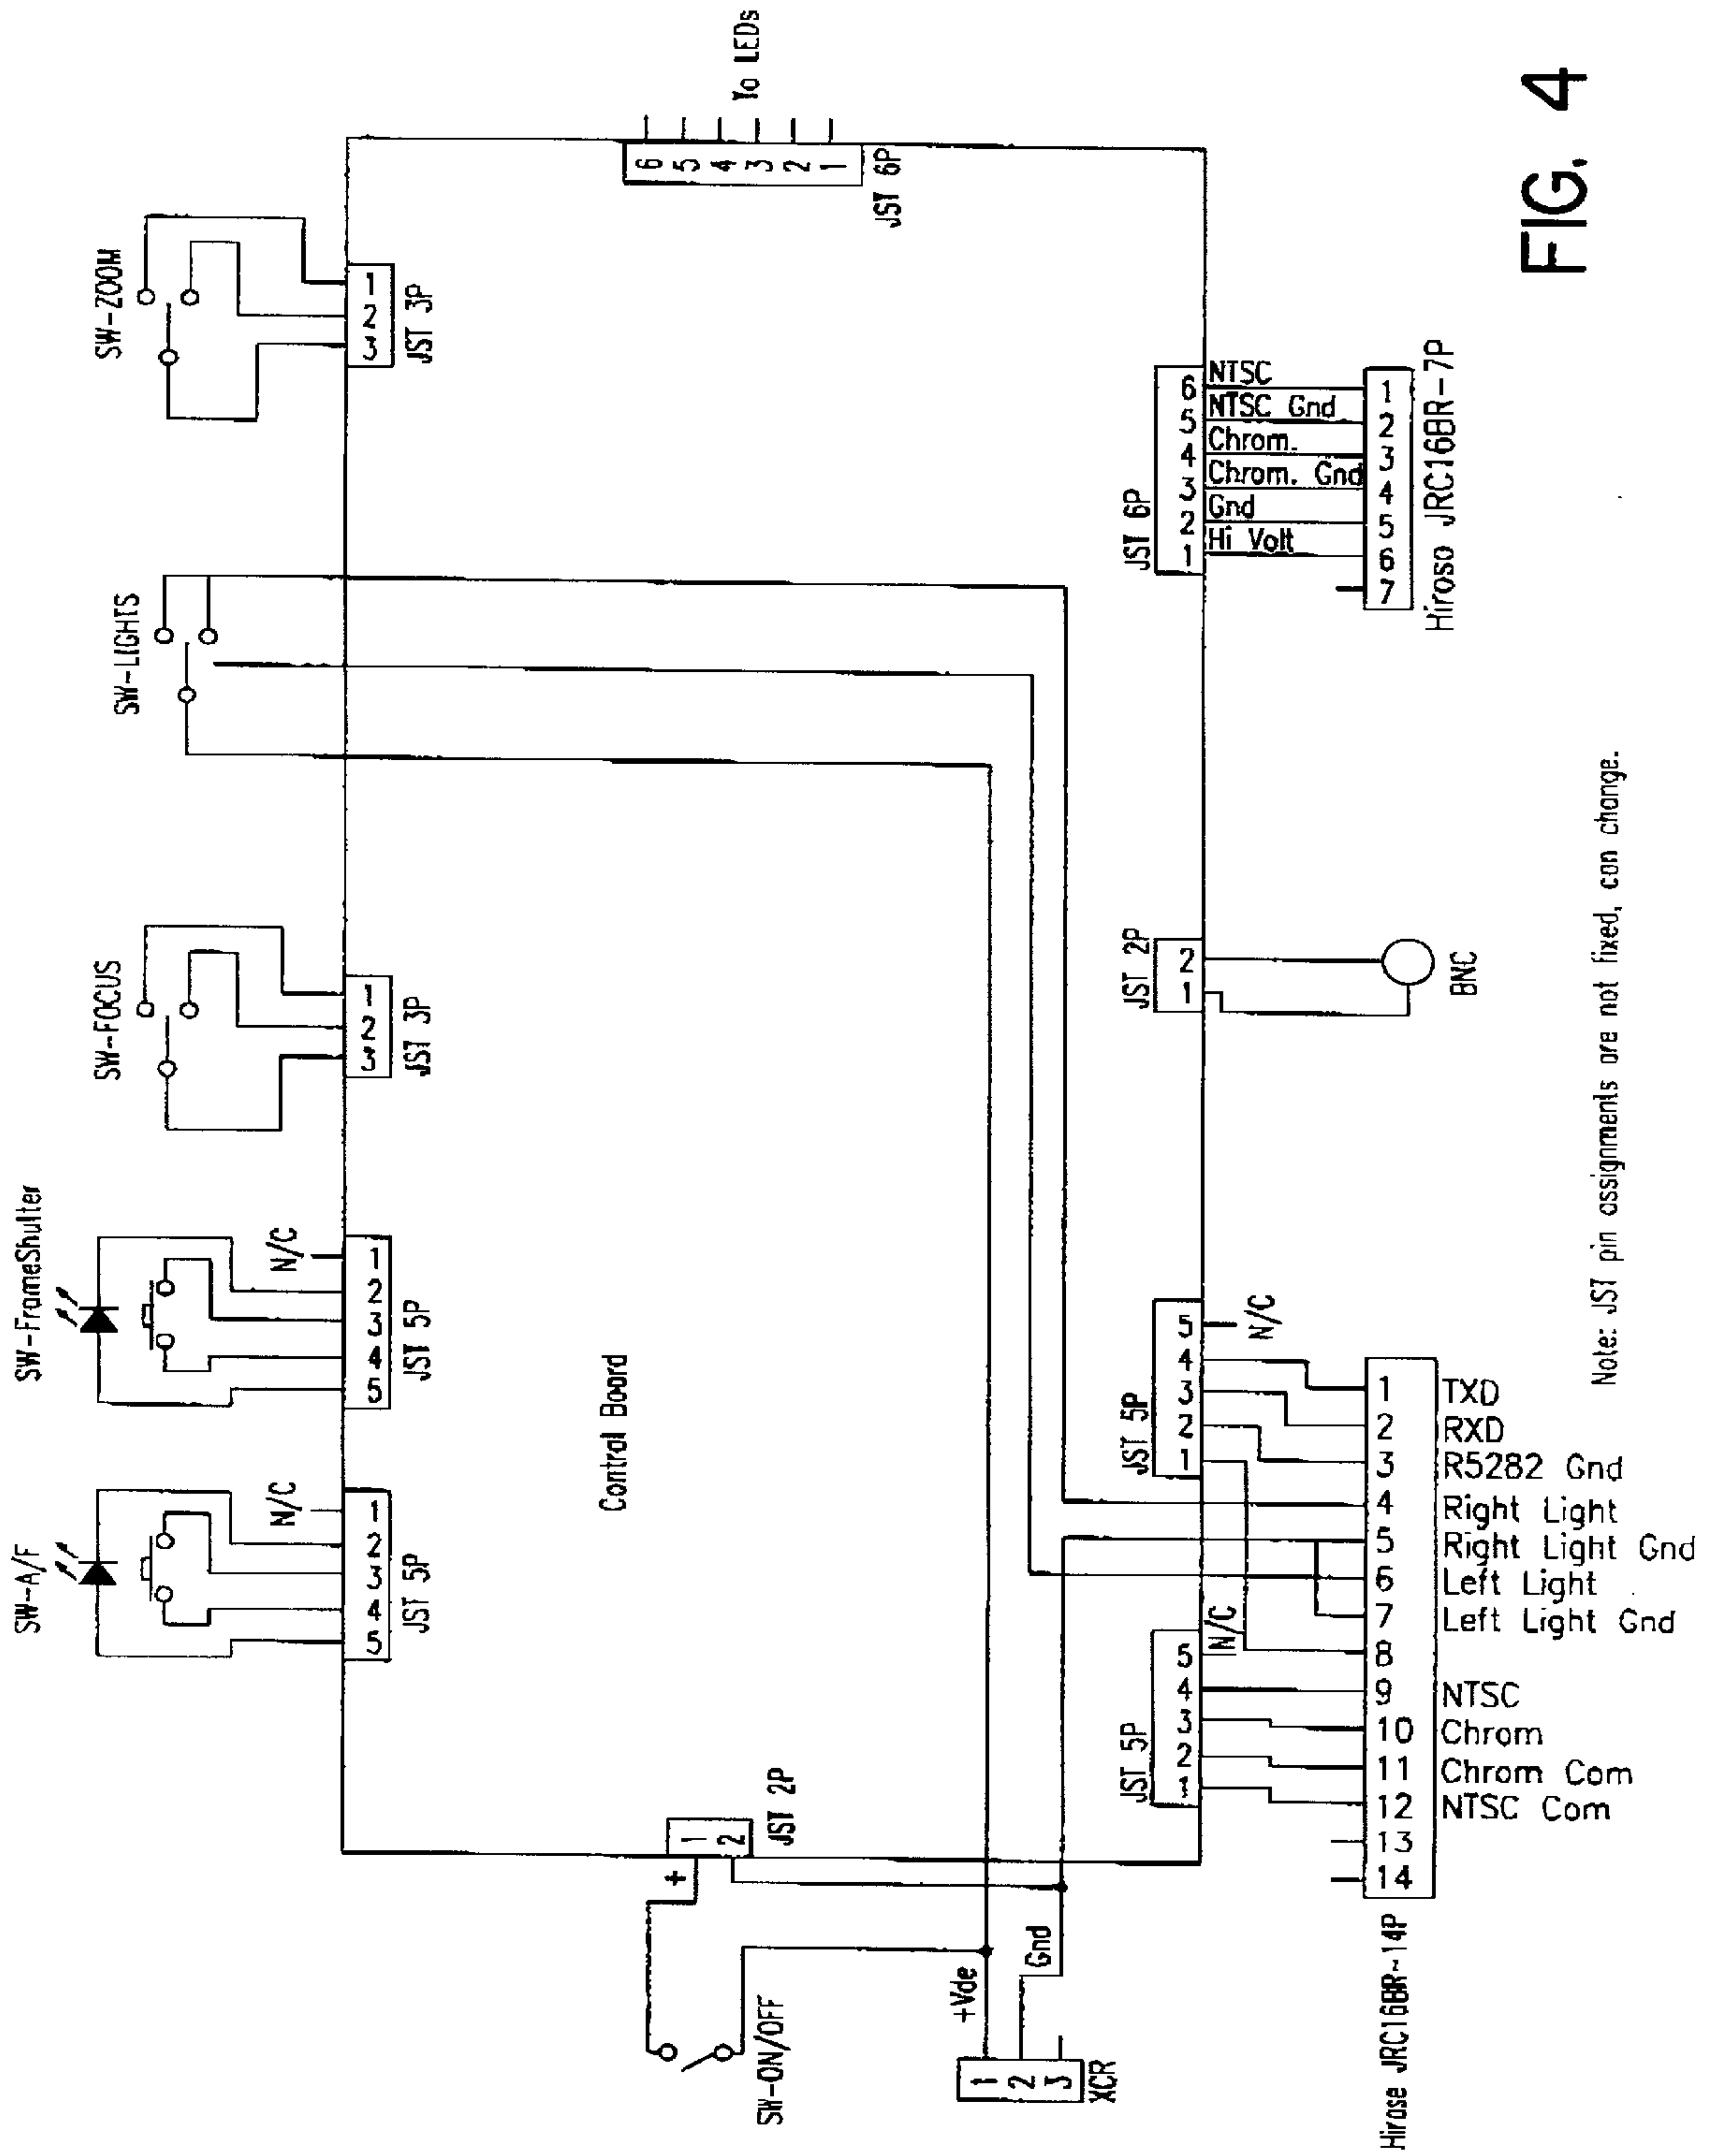 SW-A/F
SW-FrameShutter
SW-FOCUS
SW-LIGHTS
SW-ZOOM
N/C
N/C
5 4 3 2 1
JST 5P
5 4 3 2 1
JST 5P
3 2 1
JST 3P
3 2 1
JST 3P
Control Board
6
5
4
3
2
1
JST 6P
Yo LEDs
+
1
2
JST 2P
SW-ON/OFF
+Vde
Gnd
1
2
3
XCR
JST 5P
1 2 3 4 5
N/C
JST 5P
1 2 3 4 5
N/C
JST 2P
1 2
BNC
JST 6P
1 2 3 4 5 6
Hi Volt
Gnd
Chrom. Gnd
Chrom.
NTSC Gnd
NTSC
7 6 5 4 3 2 1
Hiroso JRC16BR-7P
Hirose JRC16BR-14P
14
13
12 NTSC Com
11 Chrom Com
10 Chrom
9 NTSC
8
7 Left Light Gnd
6 Left Light
5 Right Light Gnd
4 Right Light
3 R5282 Gnd
2 RXD
1 TXD
Note: JST pin assignments are not fixed, can change.
FIG. 4